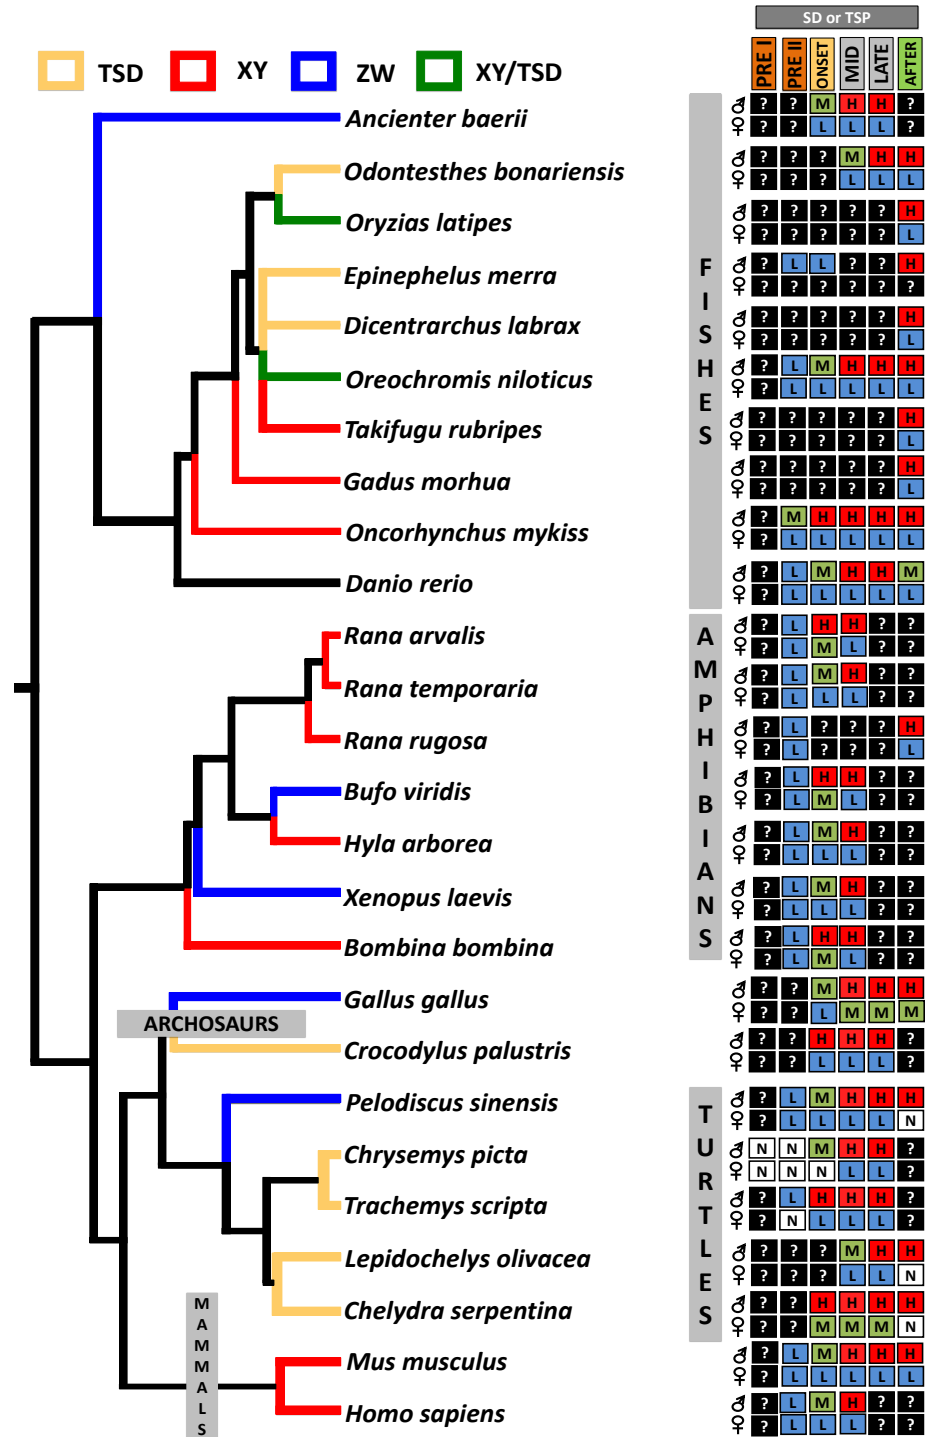 SD or TSP
TSD XY ZW XY/TSD
PRE I PRE II ONSET MID LATE AFTER
FISHES
Ancienter baerii
♂ ? ? M H H ?
♀ ? ? L L L ?
Odontesthes bonariensis
♂ ? ? ? M H H
♀ ? ? ? L L L
Oryzias latipes
♂ ? ? ? ? ? H
♀ ? ? ? ? ? L
Epinephelus merra
♂ ? L L ? ? H
♀ ? ? ? ? ? ?
Dicentrarchus labrax
♂ ? ? ? ? ? H
♀ ? ? ? ? ? L
Oreochromis niloticus
♂ ? L M H H H
♀ ? L L L L L
Takifugu rubripes
♂ ? ? ? ? ? H
♀ ? ? ? ? ? L
Gadus morhua
♂ ? ? ? ? ? H
♀ ? ? ? ? ? L
Oncorhynchus mykiss
♂ ? M H H H H
♀ ? L L L L L
Danio rerio
♂ ? L M H H M
♀ ? L L L L L
AMPHIBIANS
Rana arvalis
♂ ? L H H ? ?
♀ ? L M L ? ?
Rana temporaria
♂ ? L M H ? ?
♀ ? L L L ? ?
Rana rugosa
♂ ? L ? ? ? H
♀ ? L ? ? ? L
Bufo viridis
♂ ? L H H ? ?
♀ ? L M L ? ?
Hyla arborea
♂ ? L M H ? ?
♀ ? L L L ? ?
Xenopus laevis
♂ ? L M H ? ?
♀ ? L L L ? ?
Bombina bombina
♂ ? L H H ? ?
♀ ? L M L ? ?
ARCHOSAURS
Gallus gallus
♂ ? ? M H H H
♀ ? ? L M M M
Crocodylus palustris
♂ ? ? H H H ?
♀ ? ? L L L ?
TURTLES
Pelodiscus sinensis
♂ ? L M H H H
♀ ? L L L L N
Chrysemys picta
♂ N N M H H ?
♀ N N N L L ?
Trachemys scripta
♂ ? L H H H ?
♀ ? N L L L ?
Lepidochelys olivacea
♂ ? ? ? M H H
♀ ? ? ? L L N
Chelydra serpentina
♂ ? ? H H H H
♀ ? ? M M M N
MAMMALS
Mus musculus
♂ ? L M H H H
♀ ? L L L L L
Homo sapiens
♂ ? L M H ? ?
♀ ? L L L ? ?